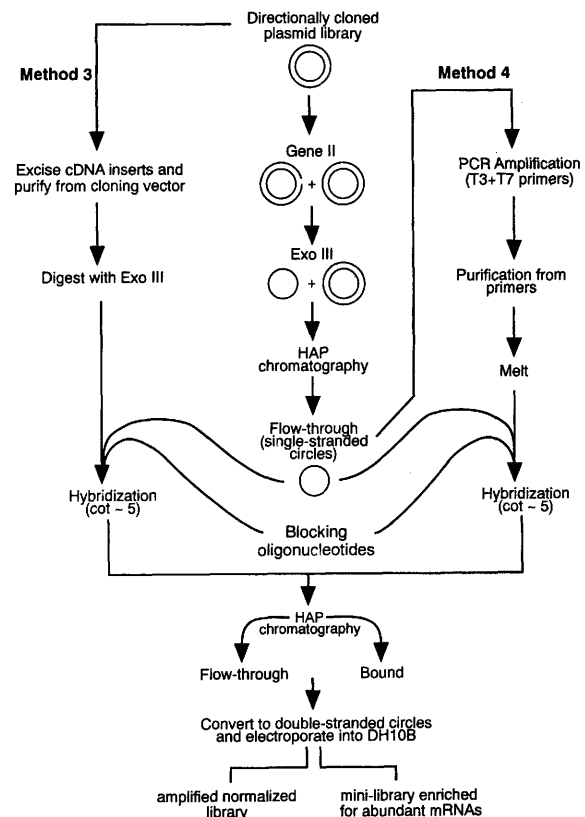 Directionally cloned
plasmid library
Method 3
Method 4
Gene II
+
Excise cDNA inserts and
purify from cloning vector
PCR Amplification
(T3+T7 primers)
Exo III
+
Digest with Exo III
Purification from
primers
HAP
chromatography
Melt
Flow-through
(single-stranded
circles)
Hybridization
(cot ~ 5)
Hybridization
(cot ~ 5)
Blocking
oligonucleotides
HAP
chromatography
Flow-through
Bound
Convert to double-stranded circles
and electroporate into DH10B
amplified normalized
library
mini-library enriched
for abundant mRNAs